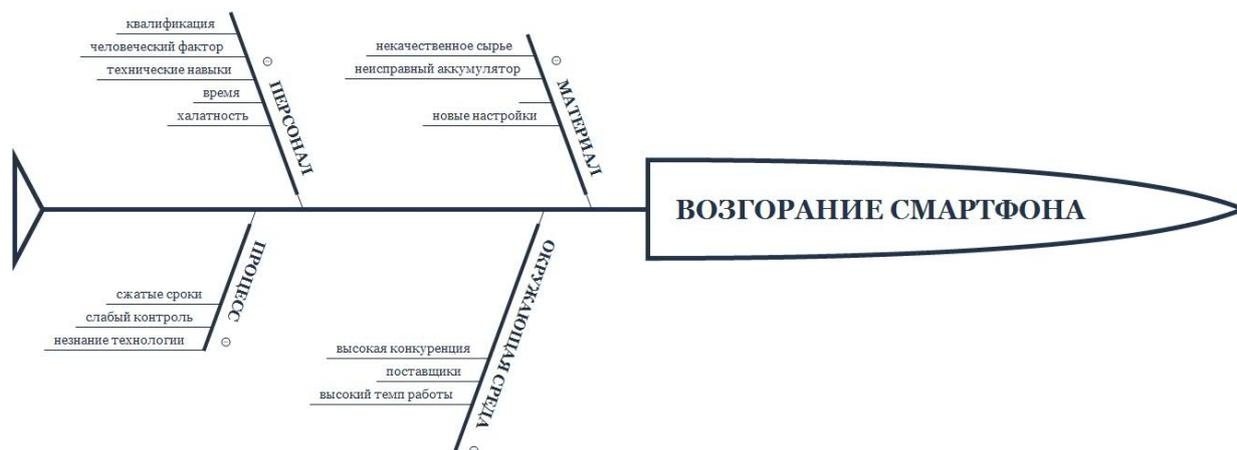 квалификация
человеческий фактор
технические навыки
время
халатность
ПЕРСОНАЛ
некачественное сырье
неисправный аккумулятор
новые настройки
МАТЕРИАЛ
ВОЗГОРАНИЕ СМАРТФОНА
ПРОЦЕСС
сжатые сроки
слабый контроль
незнание технологии
ОКРУЖАЮЩАЯ СРЕДА
высокая конкуренция
поставщики
высокий темп работы